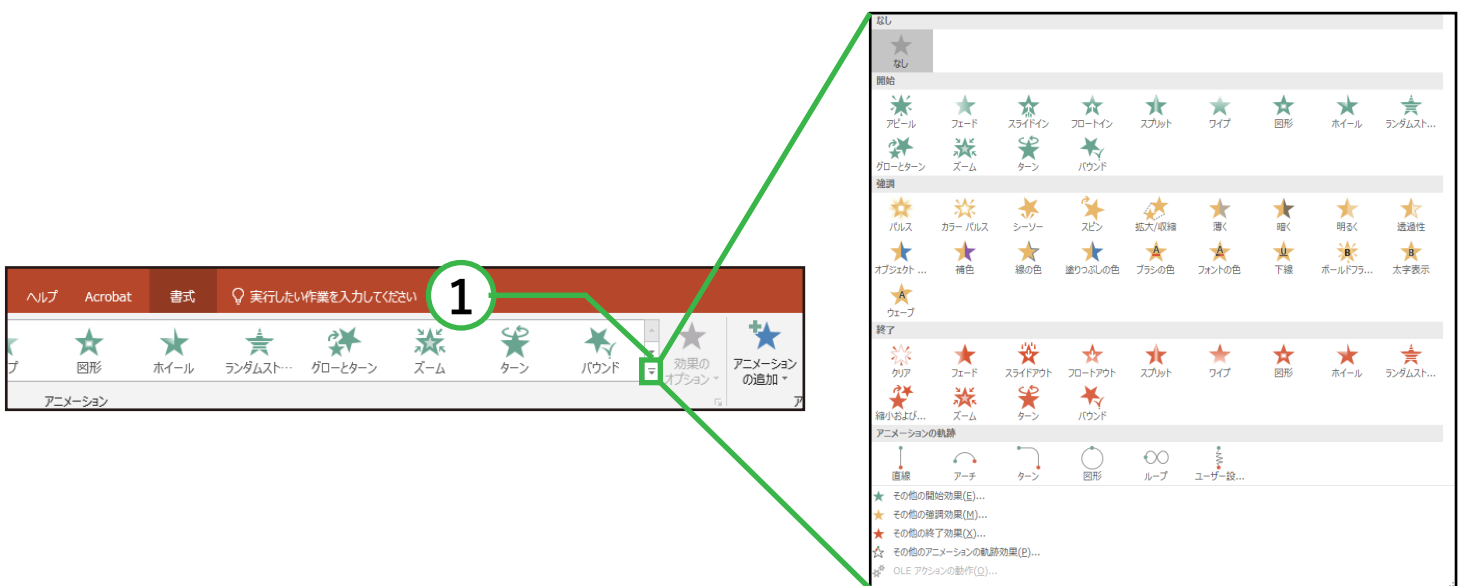 ヘルプ Acrobat 書式 実行したい作業を入力してください
1
プ 図形 ホイール ランダムスト… グローとターン ズーム ターン バウンド 効果の アニメーション
オプション の追加
アニメーション ア
なし
なし
開始
アピール フェード スライドイン フロートイン スプリット ワイプ 図形 ホイール ランダムスト...
グローとターン ズーム ターン バウンド
強調
パルス カラー パルス シーソー スピン 拡大/収縮 薄く 暗く 明るく 透過性
オブジェクト ... 補色 線の色 塗りつぶしの色 ブラシの色 フォントの色 下線 ボールドフラ... 太字表示
ウェーブ
終了
クリア フェード スライドアウト フロートアウト スプリット ワイプ 図形 ホイール ランダムスト...
縮小および... ズーム ターン バウンド
アニメーションの軌跡
直線 アーチ ターン 図形 ループ ユーザー設...
その他の開始効果(E)...
その他の強調効果(M)...
その他の終了効果(X)...
その他のアニメーションの軌跡効果(P)...
OLE アクションの動作(O)...